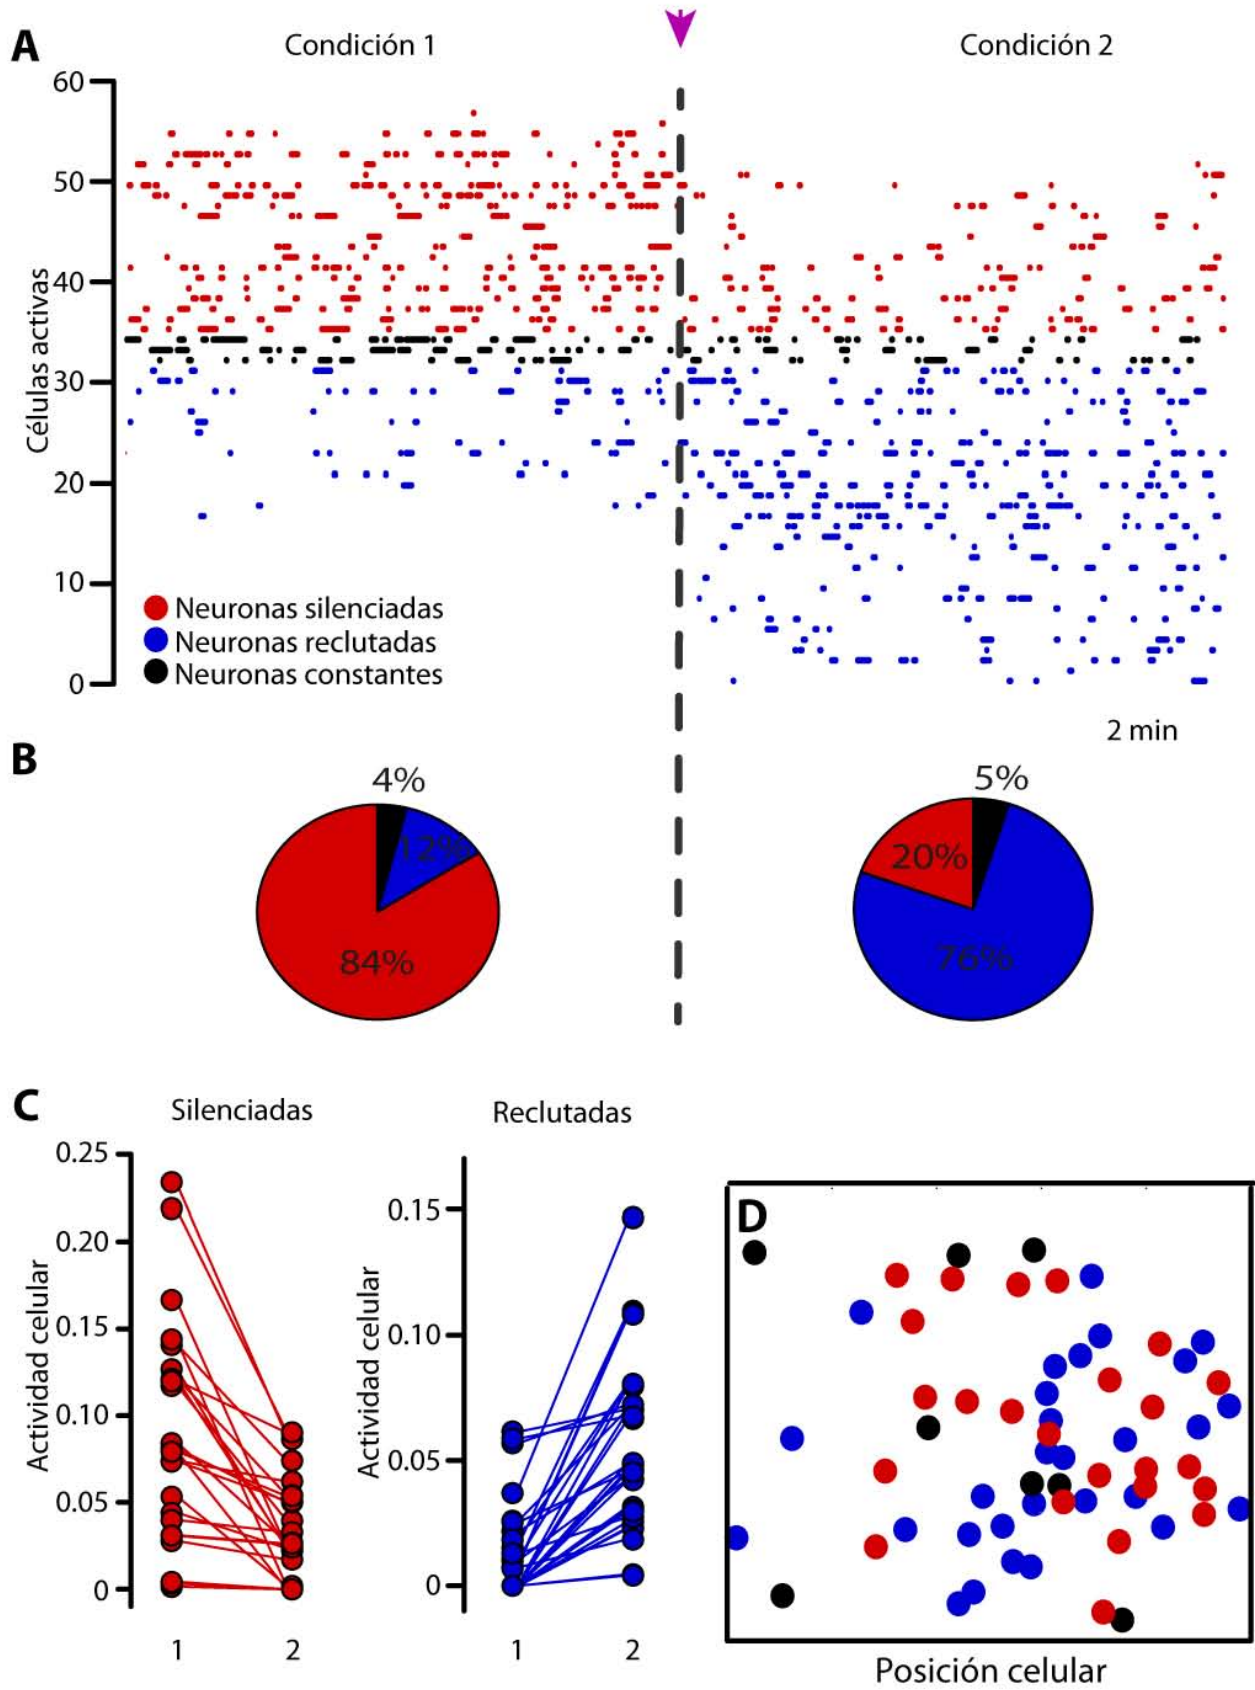 A
Condición 1
Condición 2
60
50
40
30
20
10
0
Células activas
Neuronas silenciadas
Neuronas reclutadas
Neuronas constantes
2 min
B
4%
12%
84%
5%
20%
76%
C
Silenciadas
Reclutadas
0.25
0.20
0.15
0.10
0.05
0
Actividad celular
1
2
0.15
0.10
0.05
0
Actividad celular
1
2
D
Posición celular